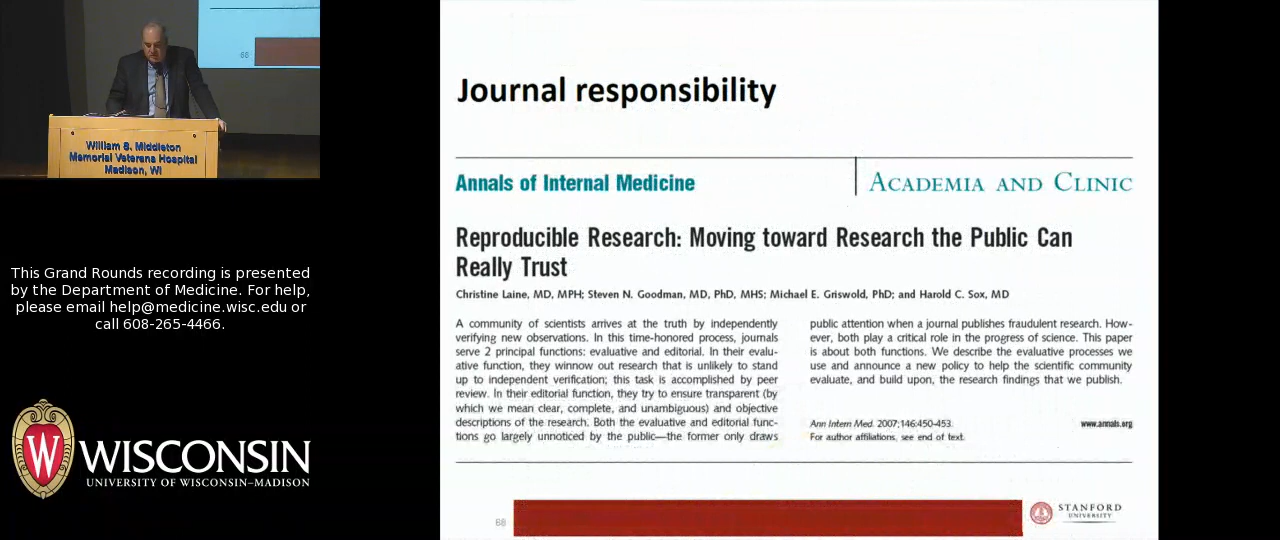 68
William S. Middleton
Memorial Veterans Hospital
Madison, WI
This Grand Rounds recording is presented
by the Department of Medicine. For help,
please email help@medicine.wisc.edu or
call 608-265-4466.
W
WISCONSIN
UNIVERSITY OF WISCONSIN–MADISON
Journal responsibility
Annals of Internal Medicine
ACADEMIA AND CLINIC
Reproducible Research: Moving toward Research the Public Can
Really Trust
Christine Laine, MD, MPH; Steven N. Goodman, MD, PhD, MHS; Michael E. Griswold, PhD; and Harold C. Sox, MD
A community of scientists arrives at the truth by independently
verifying new observations. In this time-honored process, journals
serve 2 principal functions: evaluative and editorial. In their evalu-
ative function, they winnow out research that is unlikely to stand
up to independent verification; this task is accomplished by peer
review. In their editorial function, they try to ensure transparent (by
which we mean clear, complete, and unambiguous) and objective
descriptions of the research. Both the evaluative and editorial func-
tions go largely unnoticed by the public—the former only draws
public attention when a journal publishes fraudulent research. How-
ever, both play a critical role in the progress of science. This paper
is about both functions. We describe the evaluative processes we
use and announce a new policy to help the scientific community
evaluate, and build upon, the research findings that we publish.
Ann Intern Med. 2007;146:450-453.
www.annals.org
For author affiliations, see end of text.
68
STANFORD
UNIVERSITY